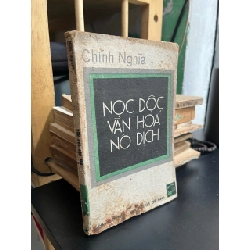 Chính Nghĩa
NỌC ĐỘC
VĂN HÓA
NÔ DỊCH